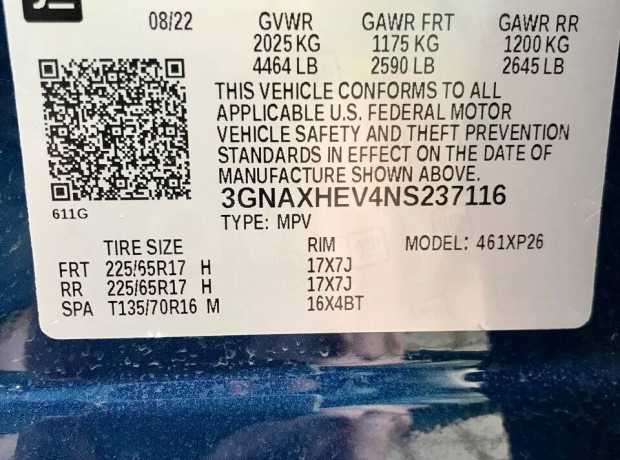 08/22 GVWR GAWR FRT GAWR RR
2025 KG 1175 KG 1200 KG
4464 LB 2590 LB 2645 LB
THIS VEHICLE CONFORMS TO ALL
APPLICABLE U.S. FEDERAL MOTOR
VEHICLE SAFETY AND THEFT PREVENTION
STANDARDS IN EFFECT ON THE DATE OF
MANUFACTURE SHOWN ABOVE.
3GNAXHEV4NS237116
611G
TYPE: MPV
TIRE SIZE RIM MODEL: 461XP26
FRT 225/65R17 H 17X7J
RR 225/65R17 H 17X7J
SPA T135/70R16 M 16X4BT